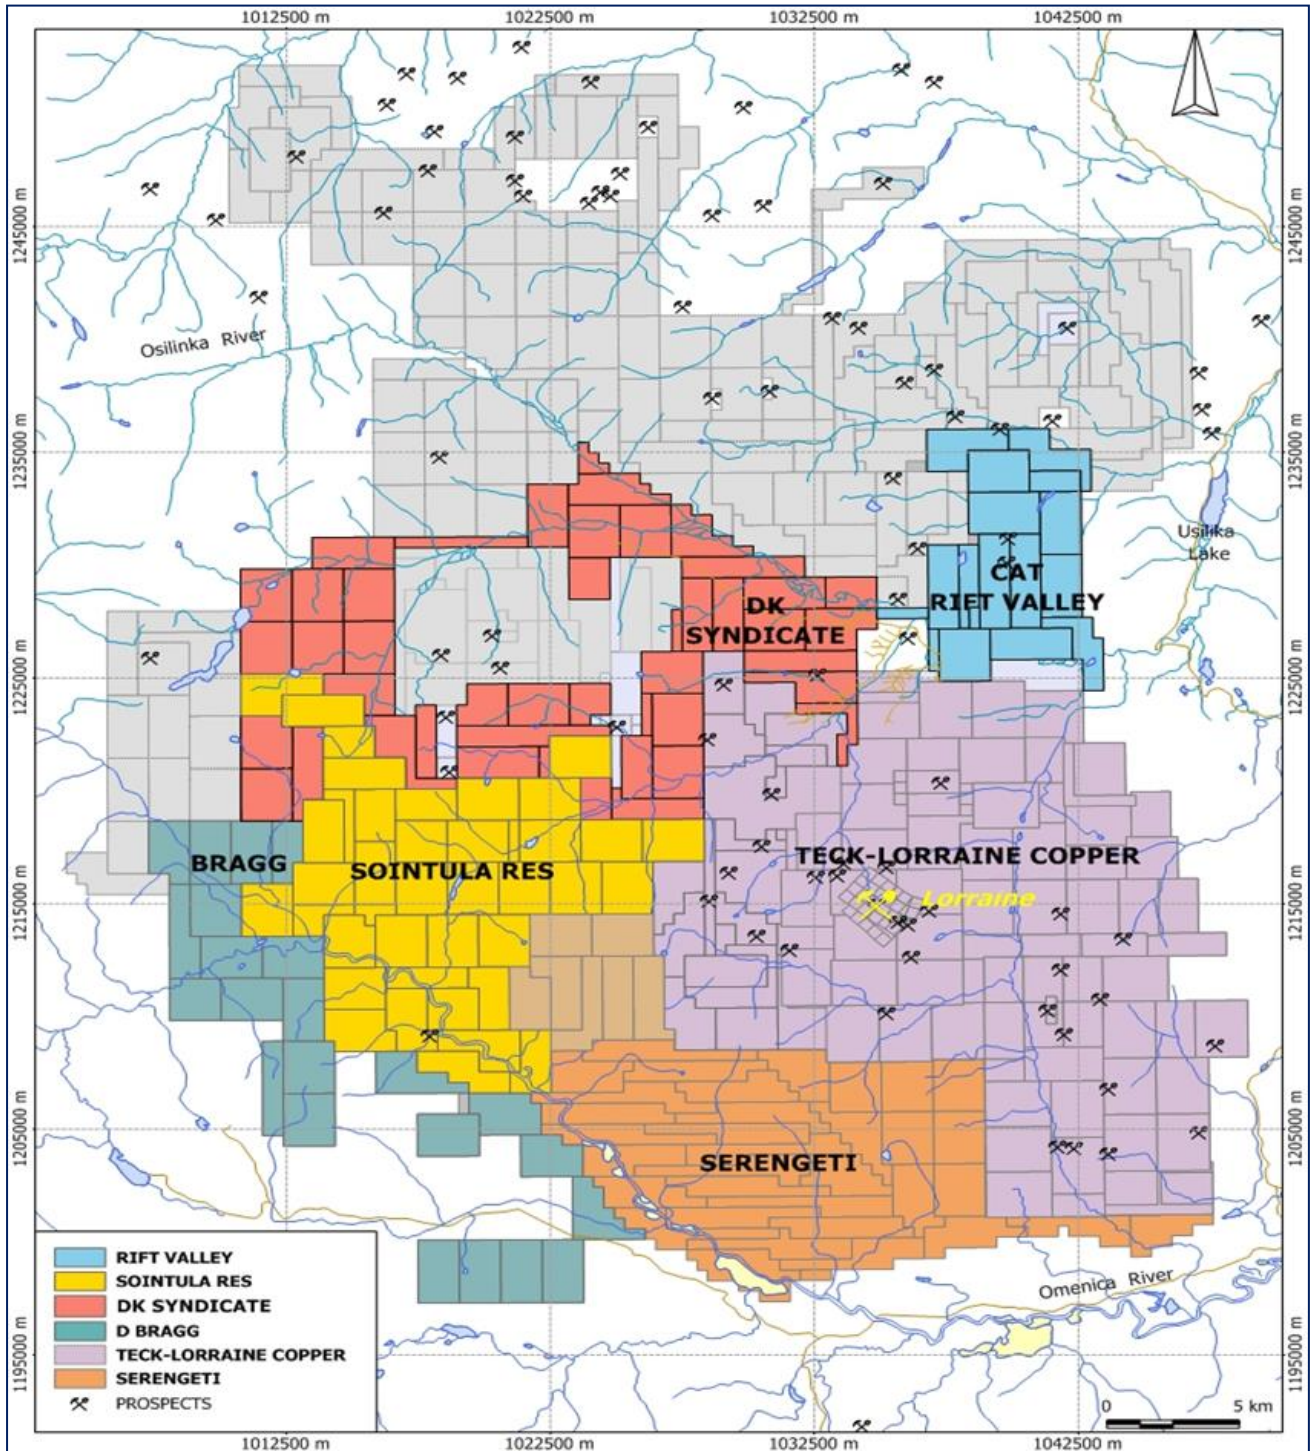 1012500 m
1022500 m
1032500 m
1042500 m
1245000 m
1245000 m
Osilinka River
1235000 m
1235000 m
Usilika
Lake
CAT
RIFT VALLEY
DK
SYNDICATE
1225000 m
1225000 m
BRAGG
SOINTULA RES
TECK-LORRAINE COPPER
Lorraine
1215000 m
1215000 m
1205000 m
1205000 m
SERENGETI
RIFT VALLEY
SOINTULA RES
DK SYNDICATE
D BRAGG
TECK-LORRAINE COPPER
SERENGETI
PROSPECTS
Omenica River
1195000 m
1195000 m
0
5 km
1012500 m
1022500 m
1032500 m
1042500 m